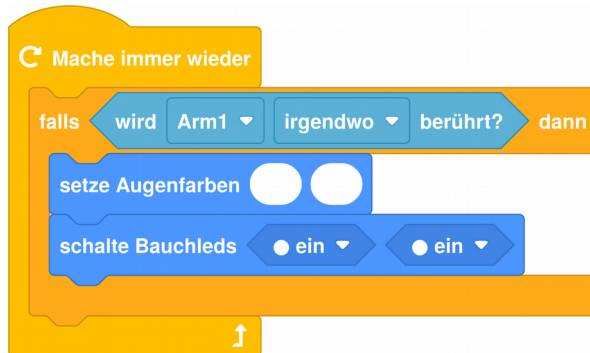 Mache immer wieder
falls wird Arm1 irgendwo berührt? dann
setze Augenfarben
schalte Bauchleds ein ein